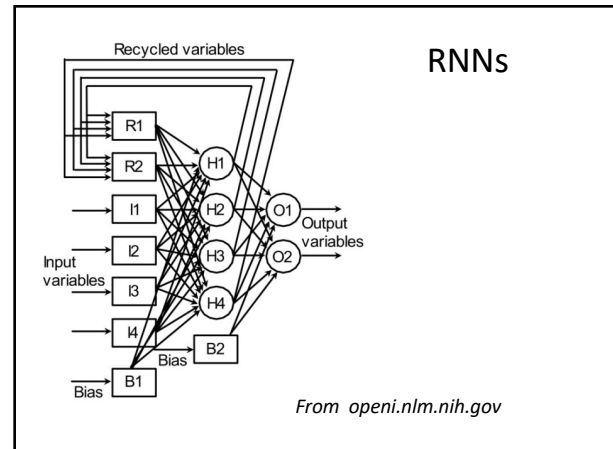 RNNs
Recycled variables
R1
R2
I1
I2
I3
I4
B1
Input
variables
Bias
H1
H2
H3
H4
Bias
B2
O1
O2
Output
variables
From openi.nlm.nih.gov